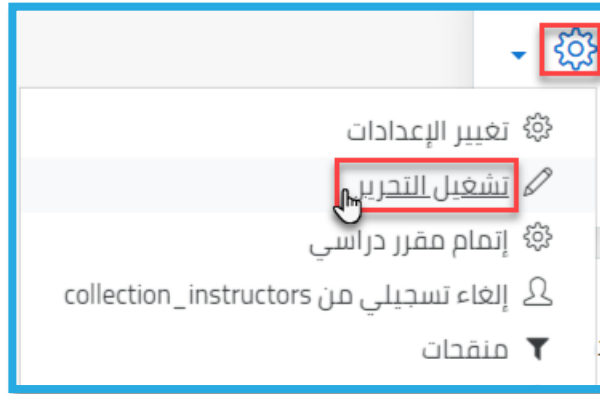 تغيير الإعدادات
تشغيل التحرير
إتمام مقرر دراسي
إلغاء تسجيلي من collection_instructors
منقحات